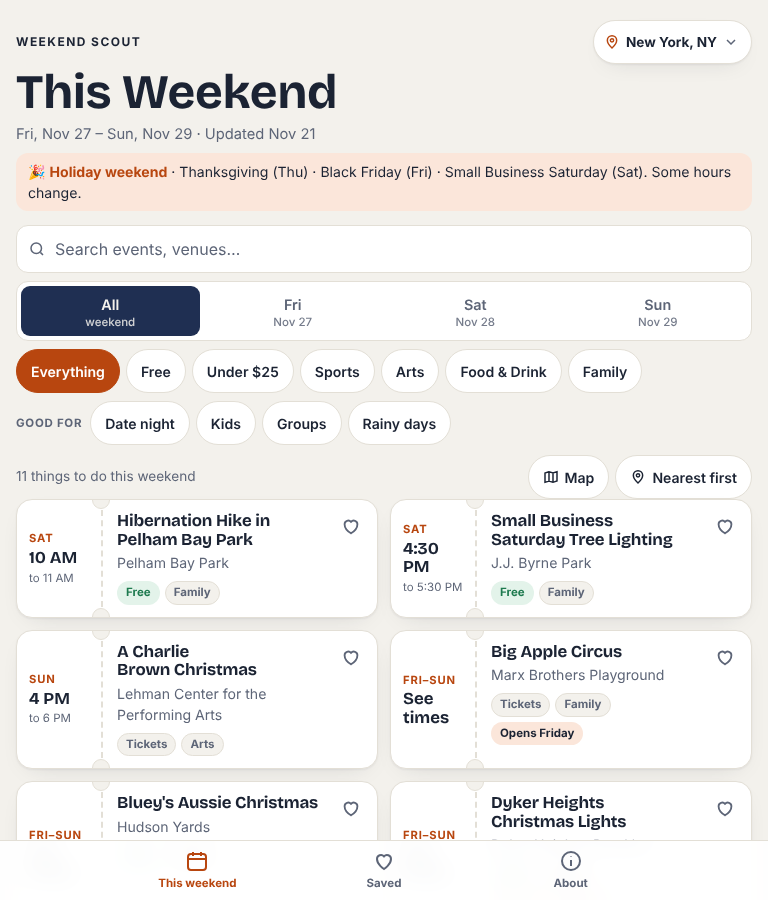 WEEKEND SCOUT
New York, NY
This Weekend
Fri, Nov 27 – Sun, Nov 29 · Updated Nov 21
🎉 Holiday weekend · Thanksgiving (Thu) · Black Friday (Fri) · Small Business Saturday (Sat). Some hours
change.
Search events, venues...
All
weekend
Fri
Nov 27
Sat
Nov 28
Sun
Nov 29
Everything
Free
Under $25
Sports
Arts
Food & Drink
Family
GOOD FOR
Date night
Kids
Groups
Rainy days
11 things to do this weekend
Map
Nearest first
SAT
10 AM
to 11 AM
Hibernation Hike in
Pelham Bay Park
Pelham Bay Park
Free
Family
SAT
4:30
PM
to 5:30 PM
Small Business
Saturday Tree Lighting
J.J. Byrne Park
Free
Family
SUN
4 PM
to 6 PM
A Charlie
Brown Christmas
Lehman Center for the
Performing Arts
Tickets
Arts
FRI–SUN
See
times
Big Apple Circus
Marx Brothers Playground
Tickets
Family
Opens Friday
FRI–SUN
Bluey's Aussie Christmas
Hudson Yards
FRI–SUN
Dyker Heights
Christmas Lights
This weekend
Saved
About